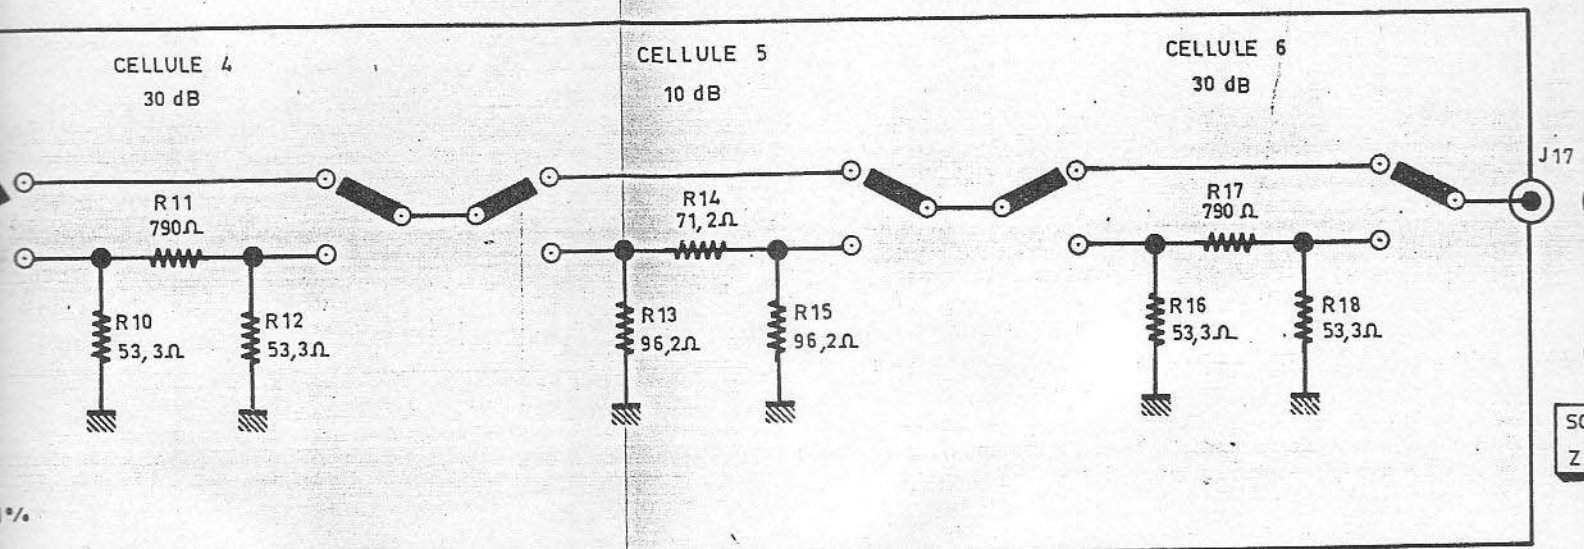 CELLULE 4
30 dB
CELLULE 5
10 dB
CELLULE 6
30 dB
J17
R11
790Ω
R14
71,2Ω
R17
790Ω
R10
53,3Ω
R12
53,3Ω
R13
96,2Ω
R15
96,2Ω
R16
53,3Ω
R18
53,3Ω
Z
%